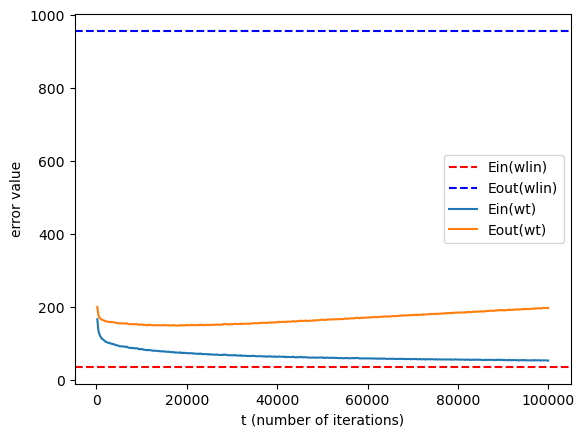 1000
800
600
400
200
0
error value
Ein(wlin)
Eout(wlin)
Ein(wt)
Eout(wt)
0 20000 40000 60000 80000 100000
t (number of iterations)